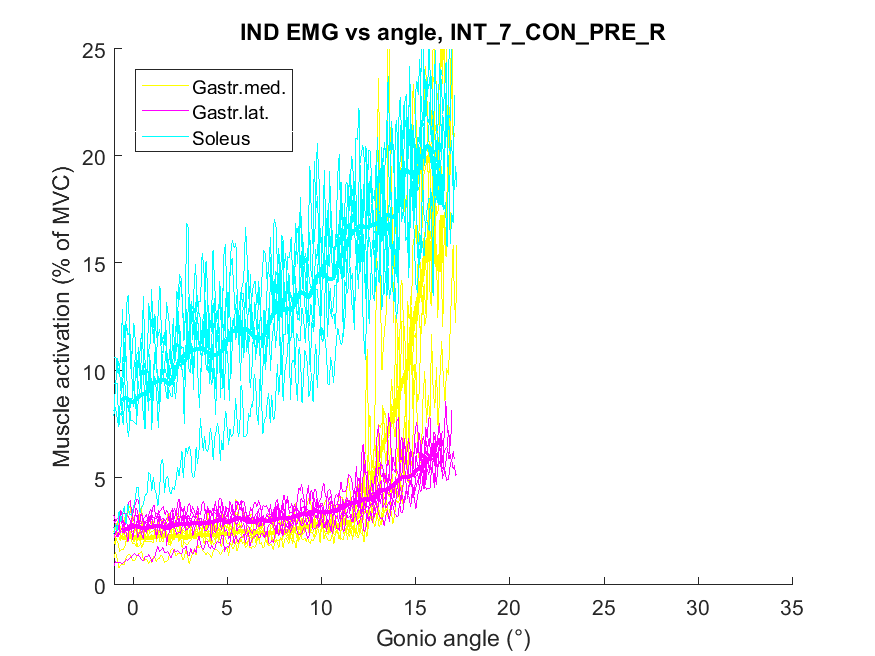 IND EMG vs angle, INT_7_CON_PRE_R
25
20
15
10
5
0
Muscle activation (% of MVC)
Gastr.med.
Gastr.lat.
Soleus
0 5 10 15 20 25 30 35
Gonio angle (°)